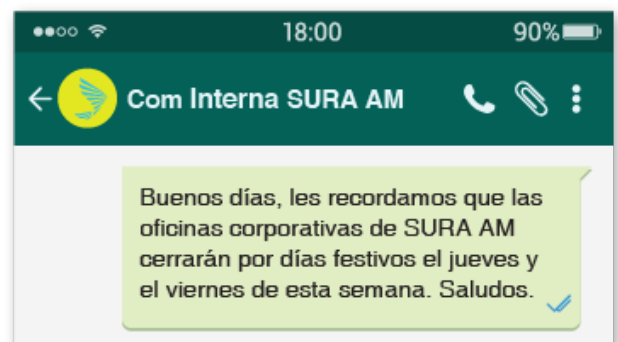 18:00
90%
Com Interna SURA AM
Buenos días, les recordamos que las
oficinas corporativas de SURA AM
cerrarán por días festivos el jueves y
el viernes de esta semana. Saludos.